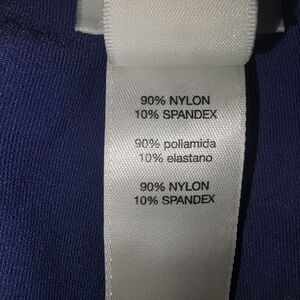 90% NYLON
10% SPANDEX
90% poliamida
10% elastano
90% NYLON
10% SPANDEX